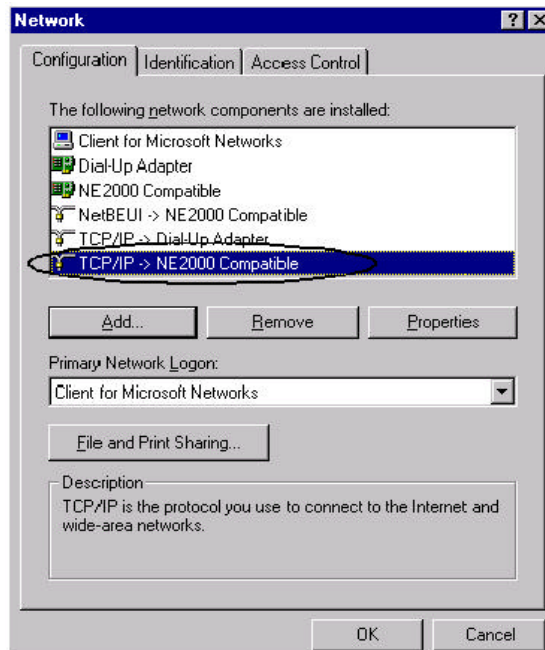 Network
Configuration Identification Access Control
The following network components are installed:
Client for Microsoft Networks
Dial-Up Adapter
NE2000 Compatible
NetBEUI -> NE2000 Compatible
TCP/IP -> Dial-Up Adapter
TCP/IP -> NE2000 Compatible
Add... Remove Properties
Primary Network Logon:
Client for Microsoft Networks
File and Print Sharing...
Description
TCP/IP is the protocol you use to connect to the Internet and
wide-area networks.
OK Cancel